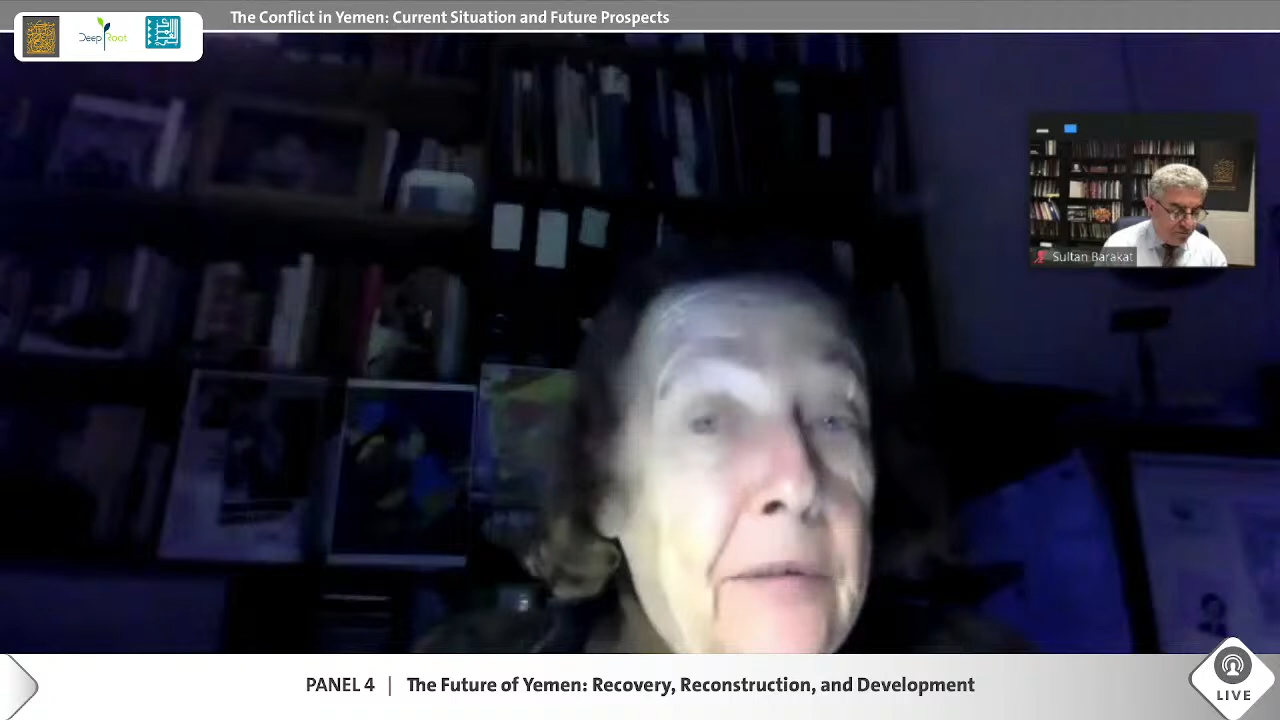 The Conflict in Yemen: Current Situation and Future Prospects
DeepRoot
Sultan Barakat
PANEL 4 | The Future of Yemen: Recovery, Reconstruction, and Development
LIVE